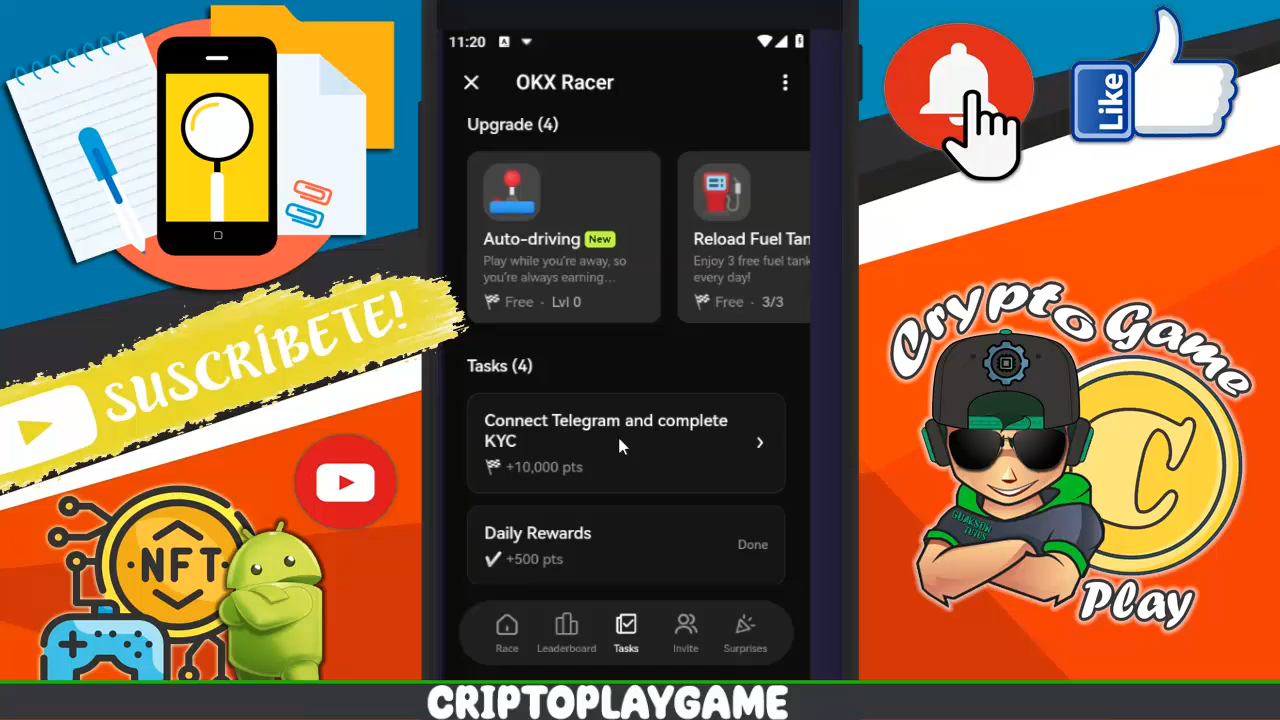 11:20
OKX Racer
Upgrade (4)
Auto-driving New
Play while you're away, so
you're always earning...
Free · Lvl 0
Reload Fuel Tan
Enjoy 3 free fuel tank
every day!
Free · 3/3
Tasks (4)
Connect Telegram and complete
KYC
+10,000 pts
Daily Rewards
+500 pts
Done
Race
Leaderboard
Tasks
Invite
Surprises
SUSCRÍBETE!
NFT
Like
Crypto Game
C
GUAKSON
TUTOS
Play
CRIPTOPLAYGAME